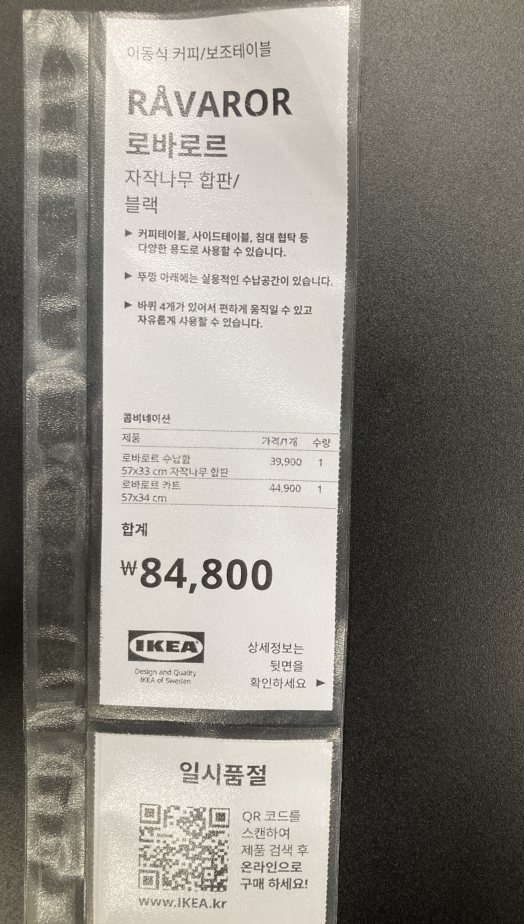 이동식 커피/보조테이블
RÅVAROR
로바로르
자작나무 합판/
블랙
▶ 커피테이블, 사이드테이블, 침대 협탁 등
다양한 용도로 사용할 수 있습니다.
▶ 뚜껑 아래에는 실용적인 수납공간이 있습니다.
▶ 바퀴 4개가 있어서 편하게 움직일 수 있고
자유롭게 사용할 수 있습니다.
콤비네이션
제품 가격/1개 수량
로바로르 수납함 39,900 1
57x33 cm 자작나무 합판
로바로르 카트 44,900 1
57x34 cm
합계
₩84,800
IKEA
Design and Quality
IKEA of Sweden
상세정보는
뒷면을
확인하세요 ▶
일시품절
QR 코드를
스캔하여
제품 검색 후
온라인으로
구매 하세요!
www.IKEA.kr